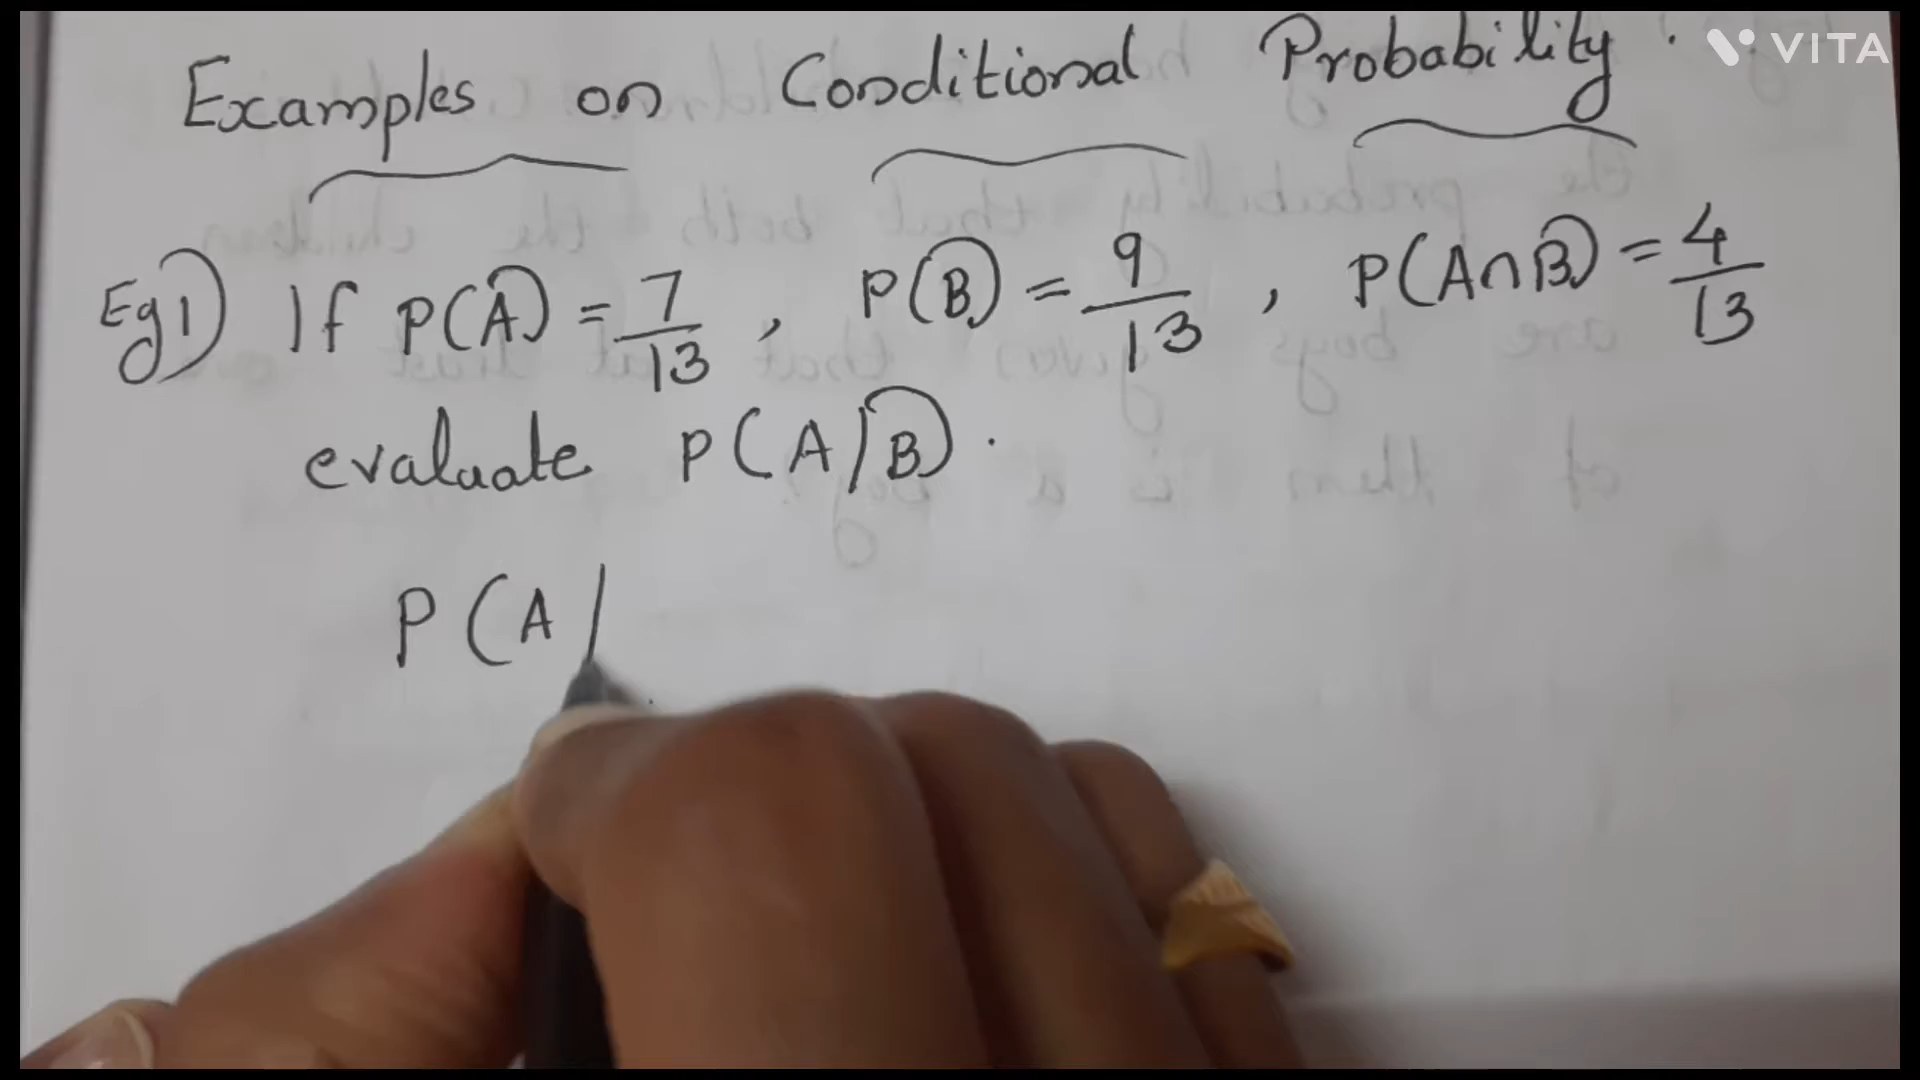 VITA
Examples on Conditional Probability.
Eg1) If P(A) = 7/13, P(B) = 9/13, P(A∩B) = 4/13
evaluate P(A/B).
P(A/